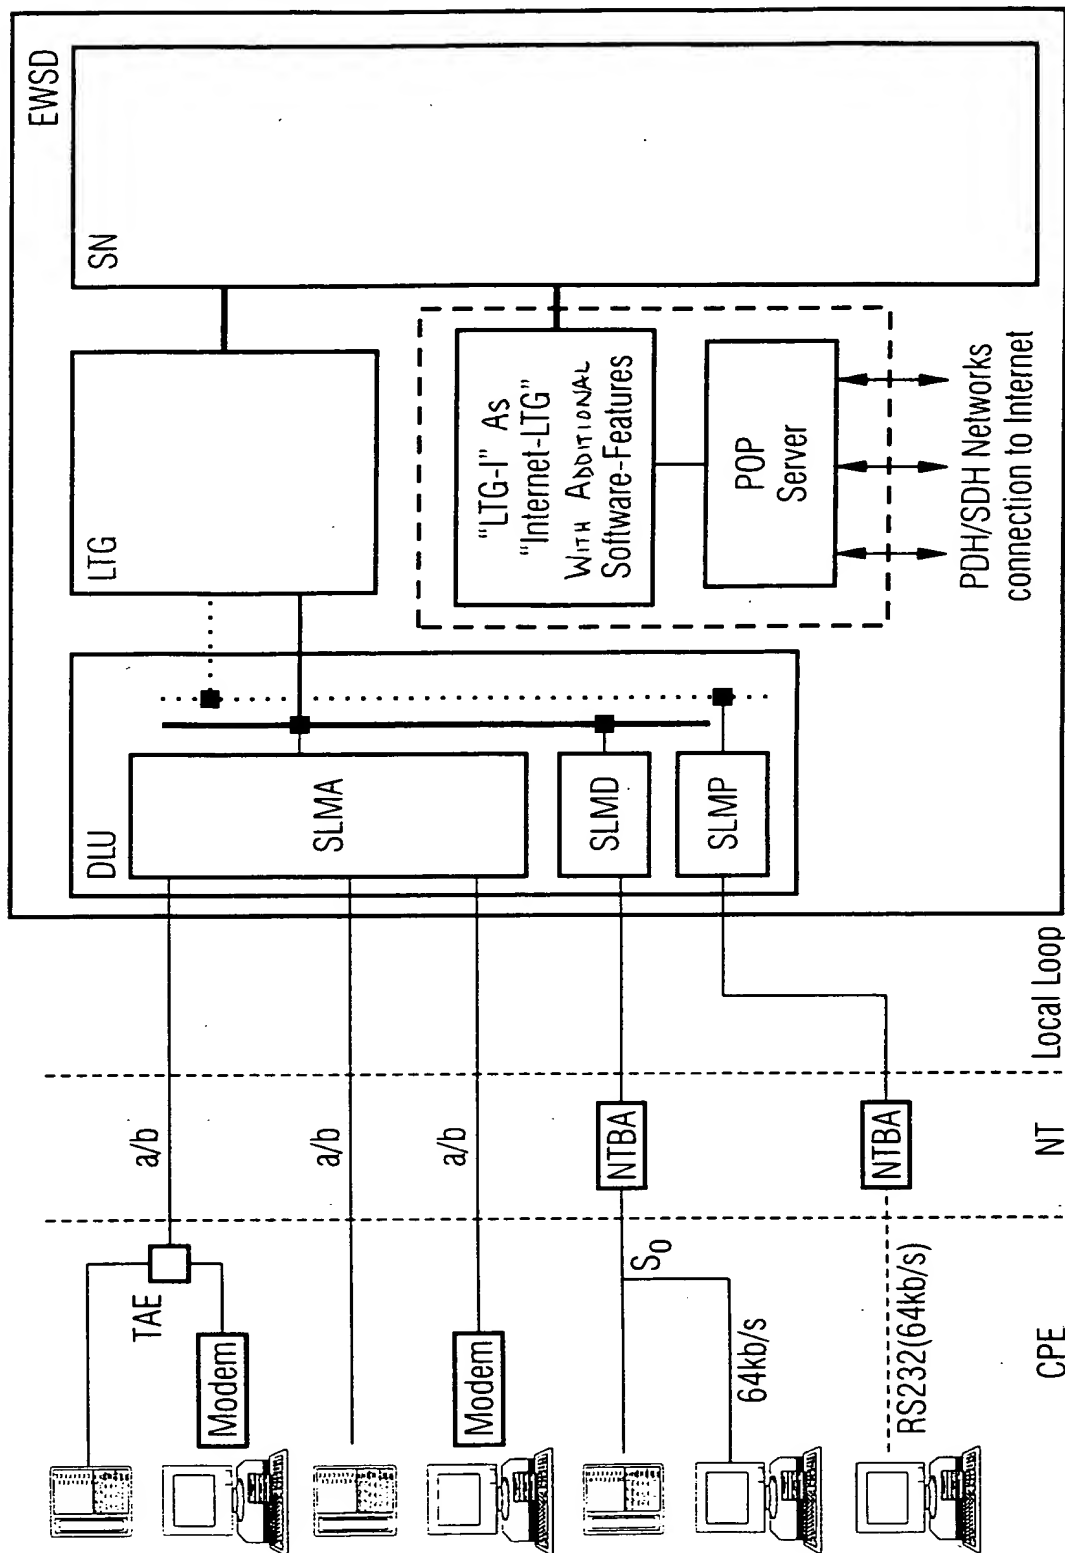 EWSD
SN
LTG
"LTG-I" As
"Internet-LTG"
WITH ADDITIONAL
Software-Features
POP
Server
PDH/SDH Networks
connection to Internet
DLU
SLMA
SLMD
SLMP
Local Loop
a/b
a/b
a/b
NTBA
NTBA
NT
TAE
Modem
Modem
S0
64kb/s
RS232(64kb/s)
CPE